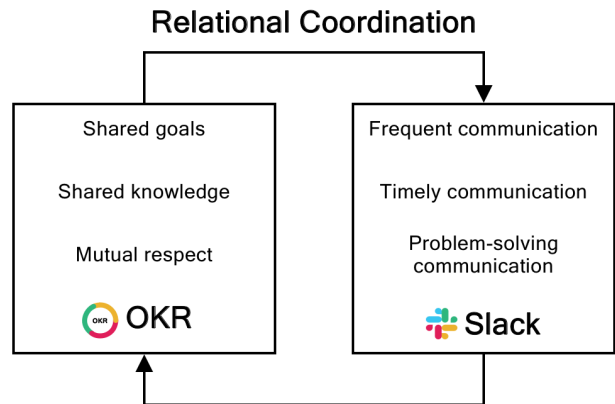 Relational Coordination
Shared goals
Shared knowledge
Mutual respect
OKR OKR
Frequent communication
Timely communication
Problem-solving
communication
Slack